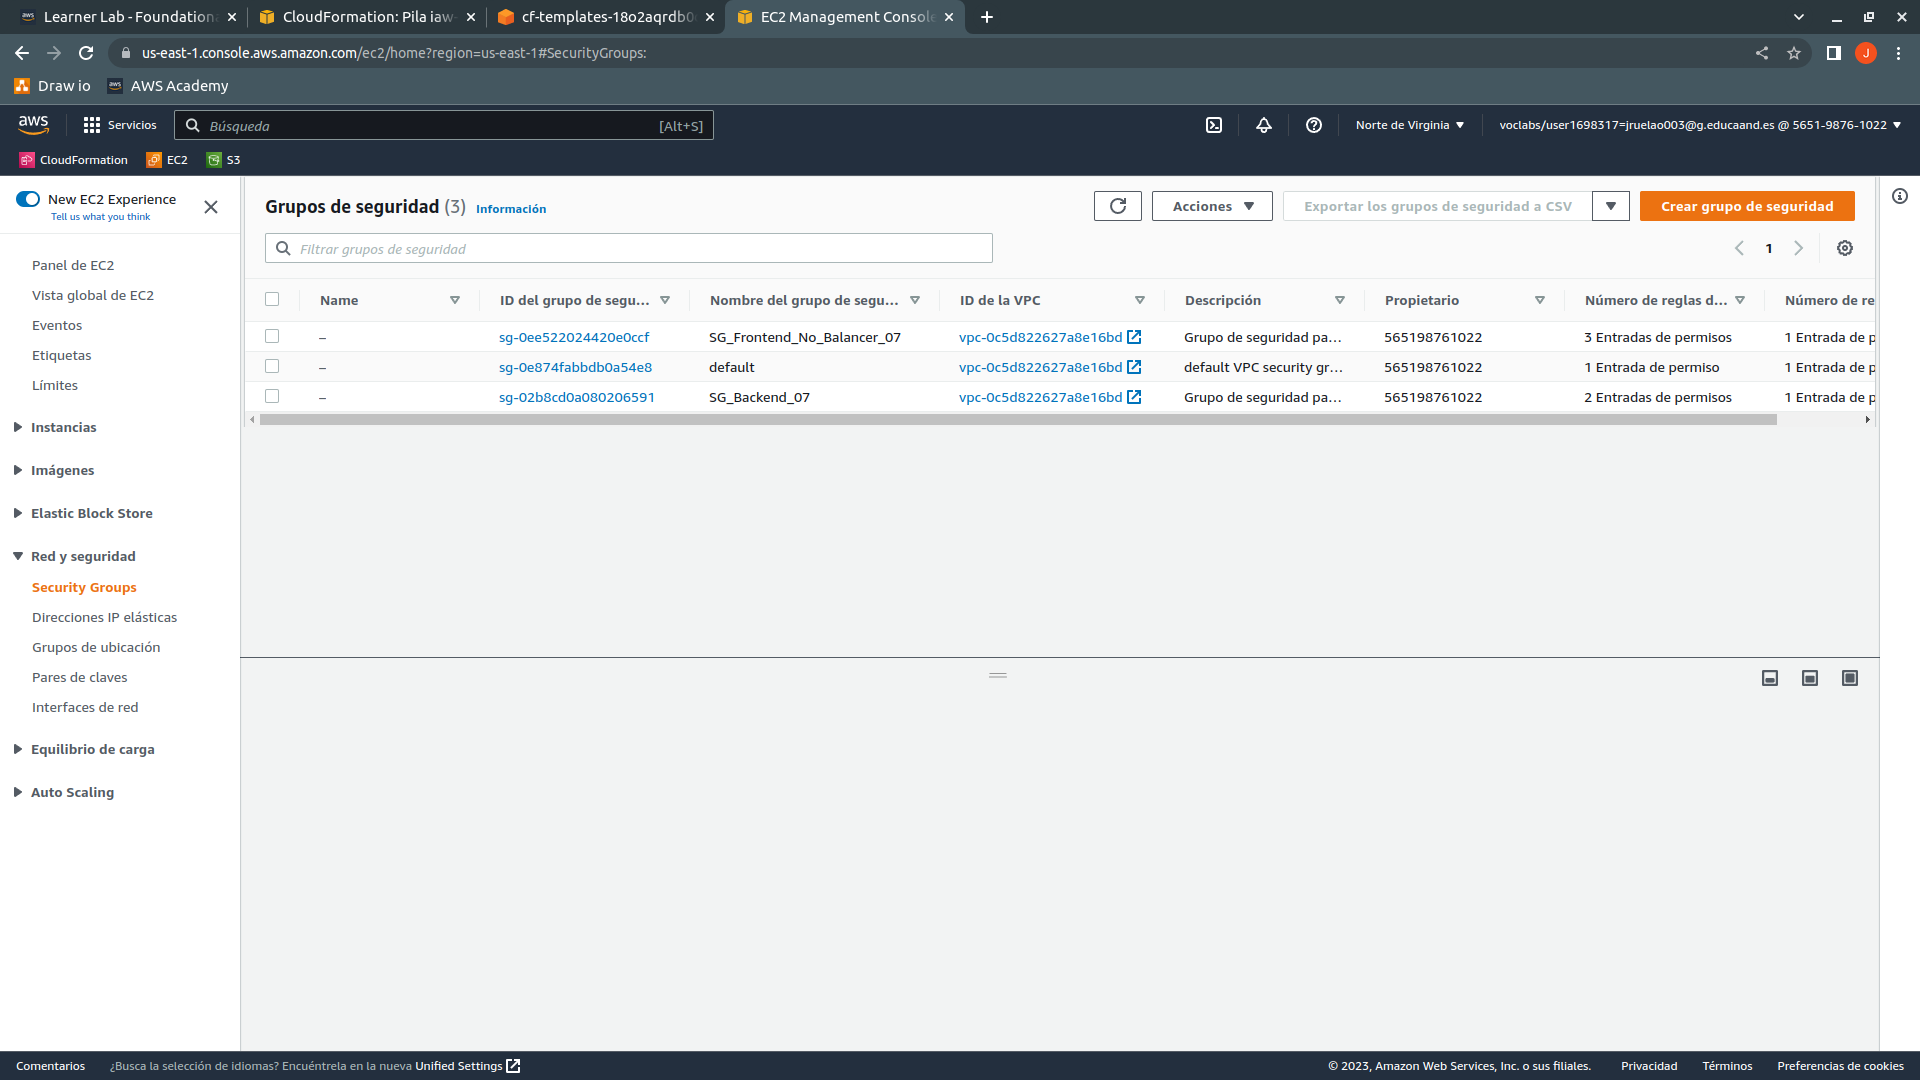 Learner Lab - Foundation
CloudFormation: Pila iaw-
cf-templates-18o2aqrdb0
EC2 Management Console
us-east-1.console.aws.amazon.com/ec2/home?region=us-east-1#SecurityGroups:
J
Draw io
aws AWS Academy
aws
Servicios
Búsqueda
[Alt+S]
Norte de Virginia
voclabs/user1698317=jruelao003@g.educaand.es @ 5651-9876-1022
CloudFormation
EC2
S3
New EC2 Experience
Tell us what you think
Panel de EC2
Vista global de EC2
Eventos
Etiquetas
Límites
Instancias
Imágenes
Elastic Block Store
Red y seguridad
Security Groups
Direcciones IP elásticas
Grupos de ubicación
Pares de claves
Interfaces de red
Equilibrio de carga
Auto Scaling
Grupos de seguridad (3) Información
Acciones
Exportar los grupos de seguridad a CSV
Crear grupo de seguridad
Filtrar grupos de seguridad
1
Name ID del grupo de segu... Nombre del grupo de segu... ID de la VPC Descripción Propietario Número de reglas d... Número de re
– sg-0ee522024420e0ccf SG_Frontend_No_Balancer_07 vpc-0c5d822627a8e16bd Grupo de seguridad pa... 565198761022 3 Entradas de permisos 1 Entrada de p
– sg-0e874fabbdb0a54e8 default vpc-0c5d822627a8e16bd default VPC security gr... 565198761022 1 Entrada de permiso 1 Entrada de p
– sg-02b8cd0a080206591 SG_Backend_07 vpc-0c5d822627a8e16bd Grupo de seguridad pa... 565198761022 2 Entradas de permisos 1 Entrada de p
Comentarios
¿Busca la selección de idiomas? Encuéntrela en la nueva Unified Settings
© 2023, Amazon Web Services, Inc. o sus filiales.
Privacidad
Términos
Preferencias de cookies